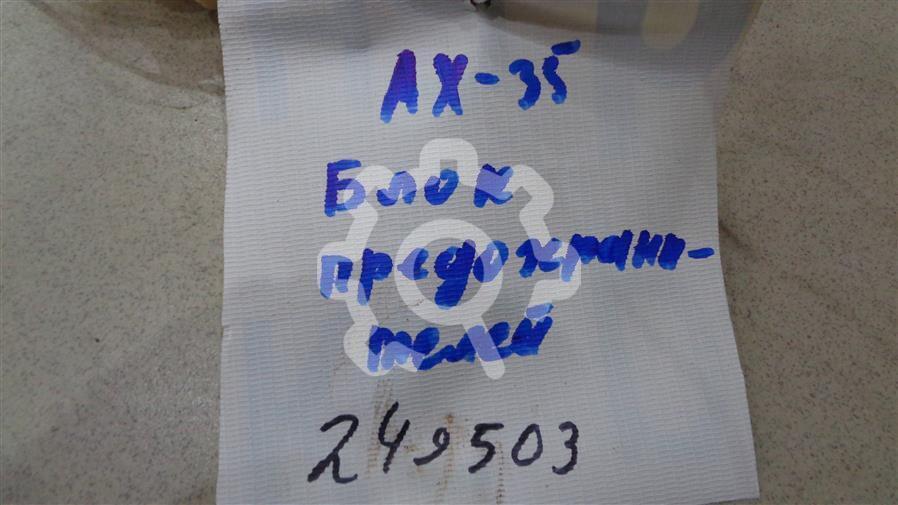 АХ-35
Блок
предохрани-
телей
249503